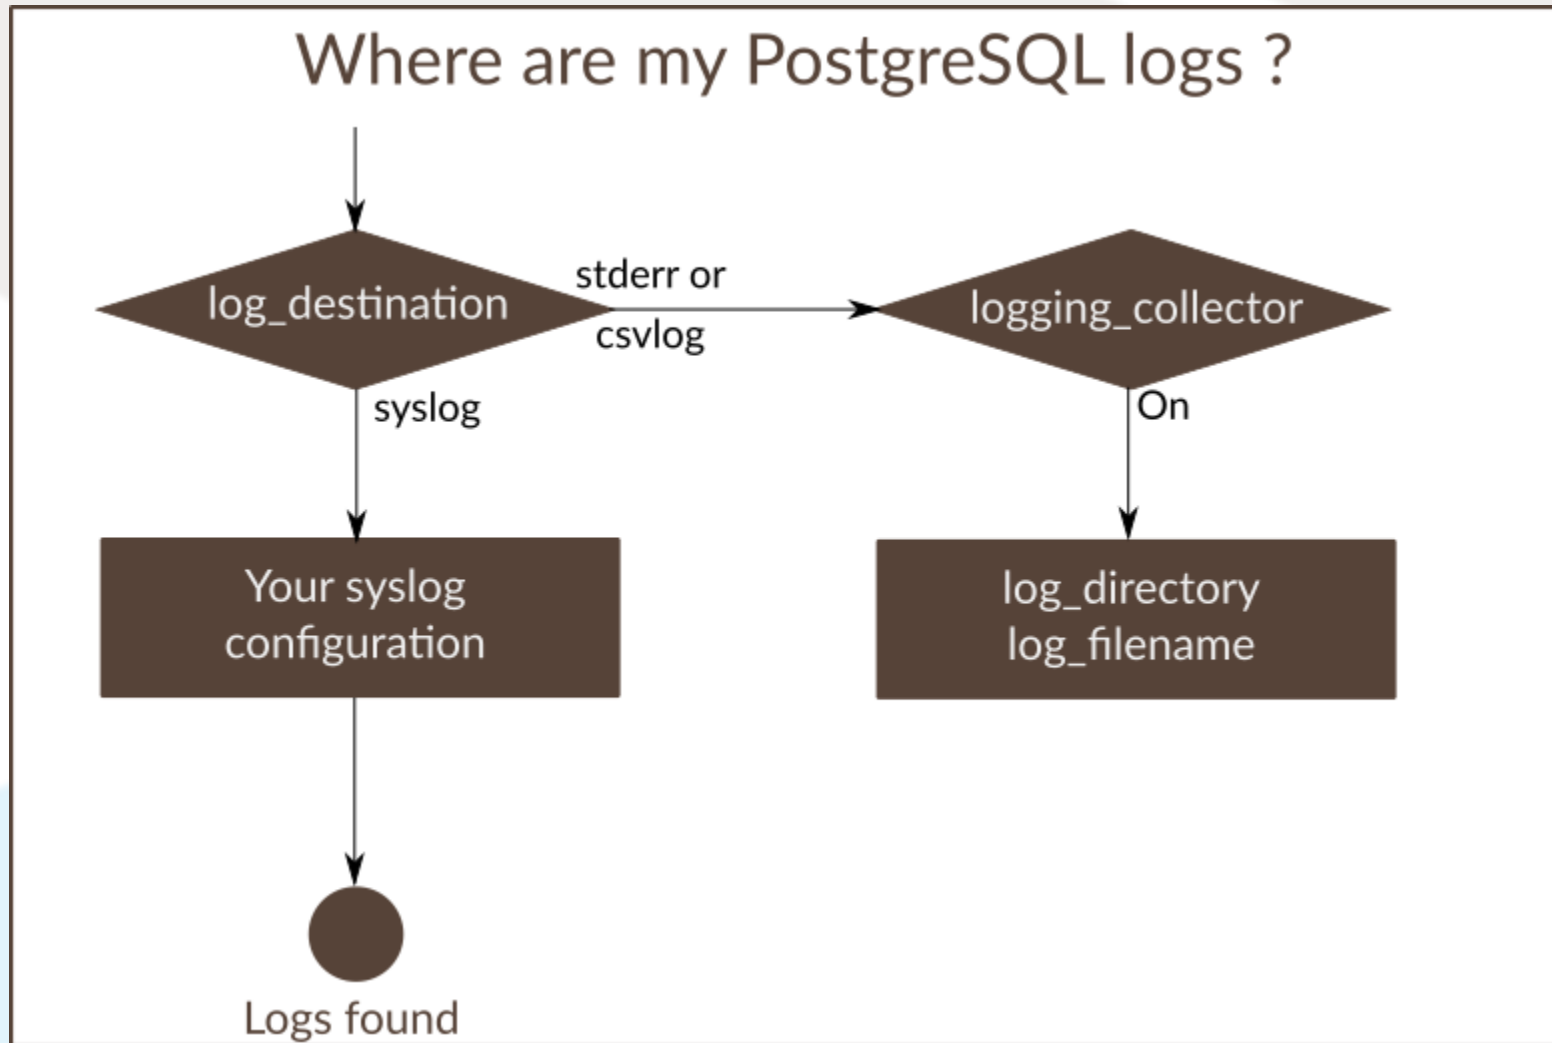 Where are my PostgreSQL logs ?
log_destination
stderr or
csvlog
logging_collector
syslog
On
Your syslog
configuration
log_directory
log_filename
Logs found